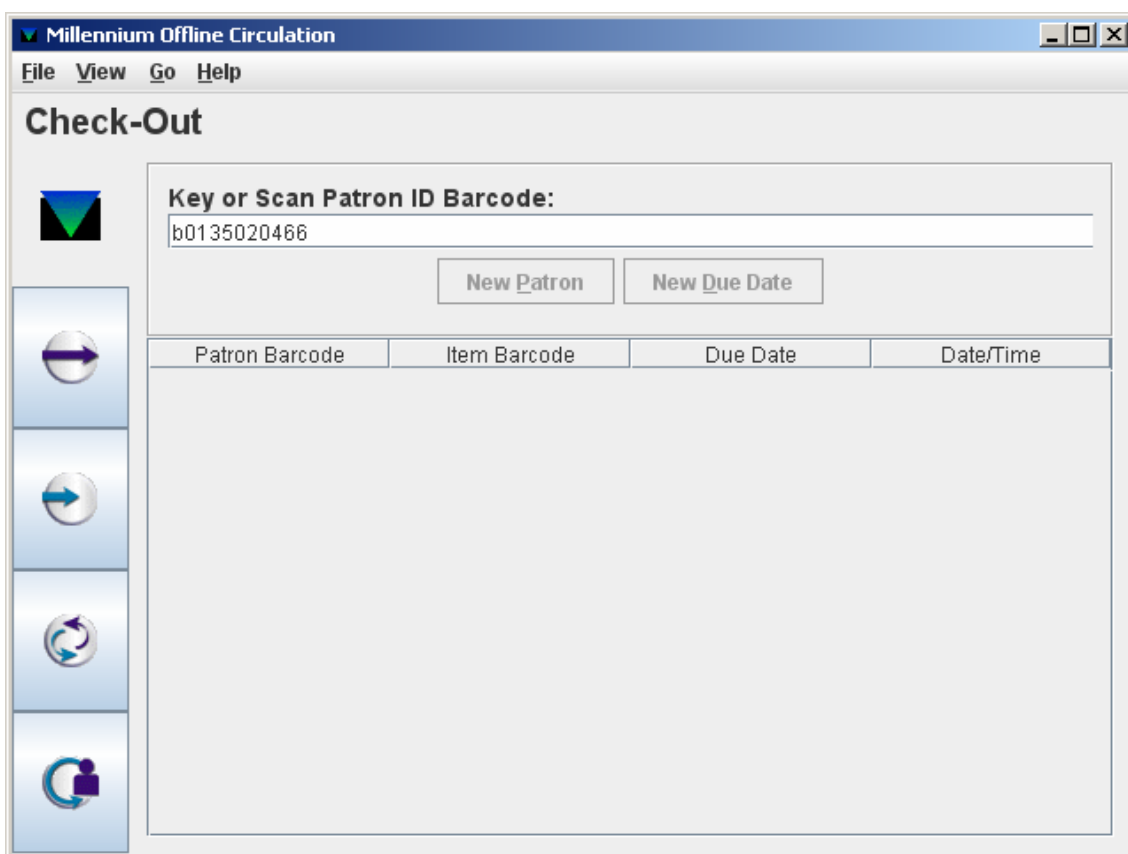 Millennium Offline Circulation
File View Go Help
Check-Out
Key or Scan Patron ID Barcode:
b0135020466
New Patron New Due Date
Patron Barcode Item Barcode Due Date Date/Time